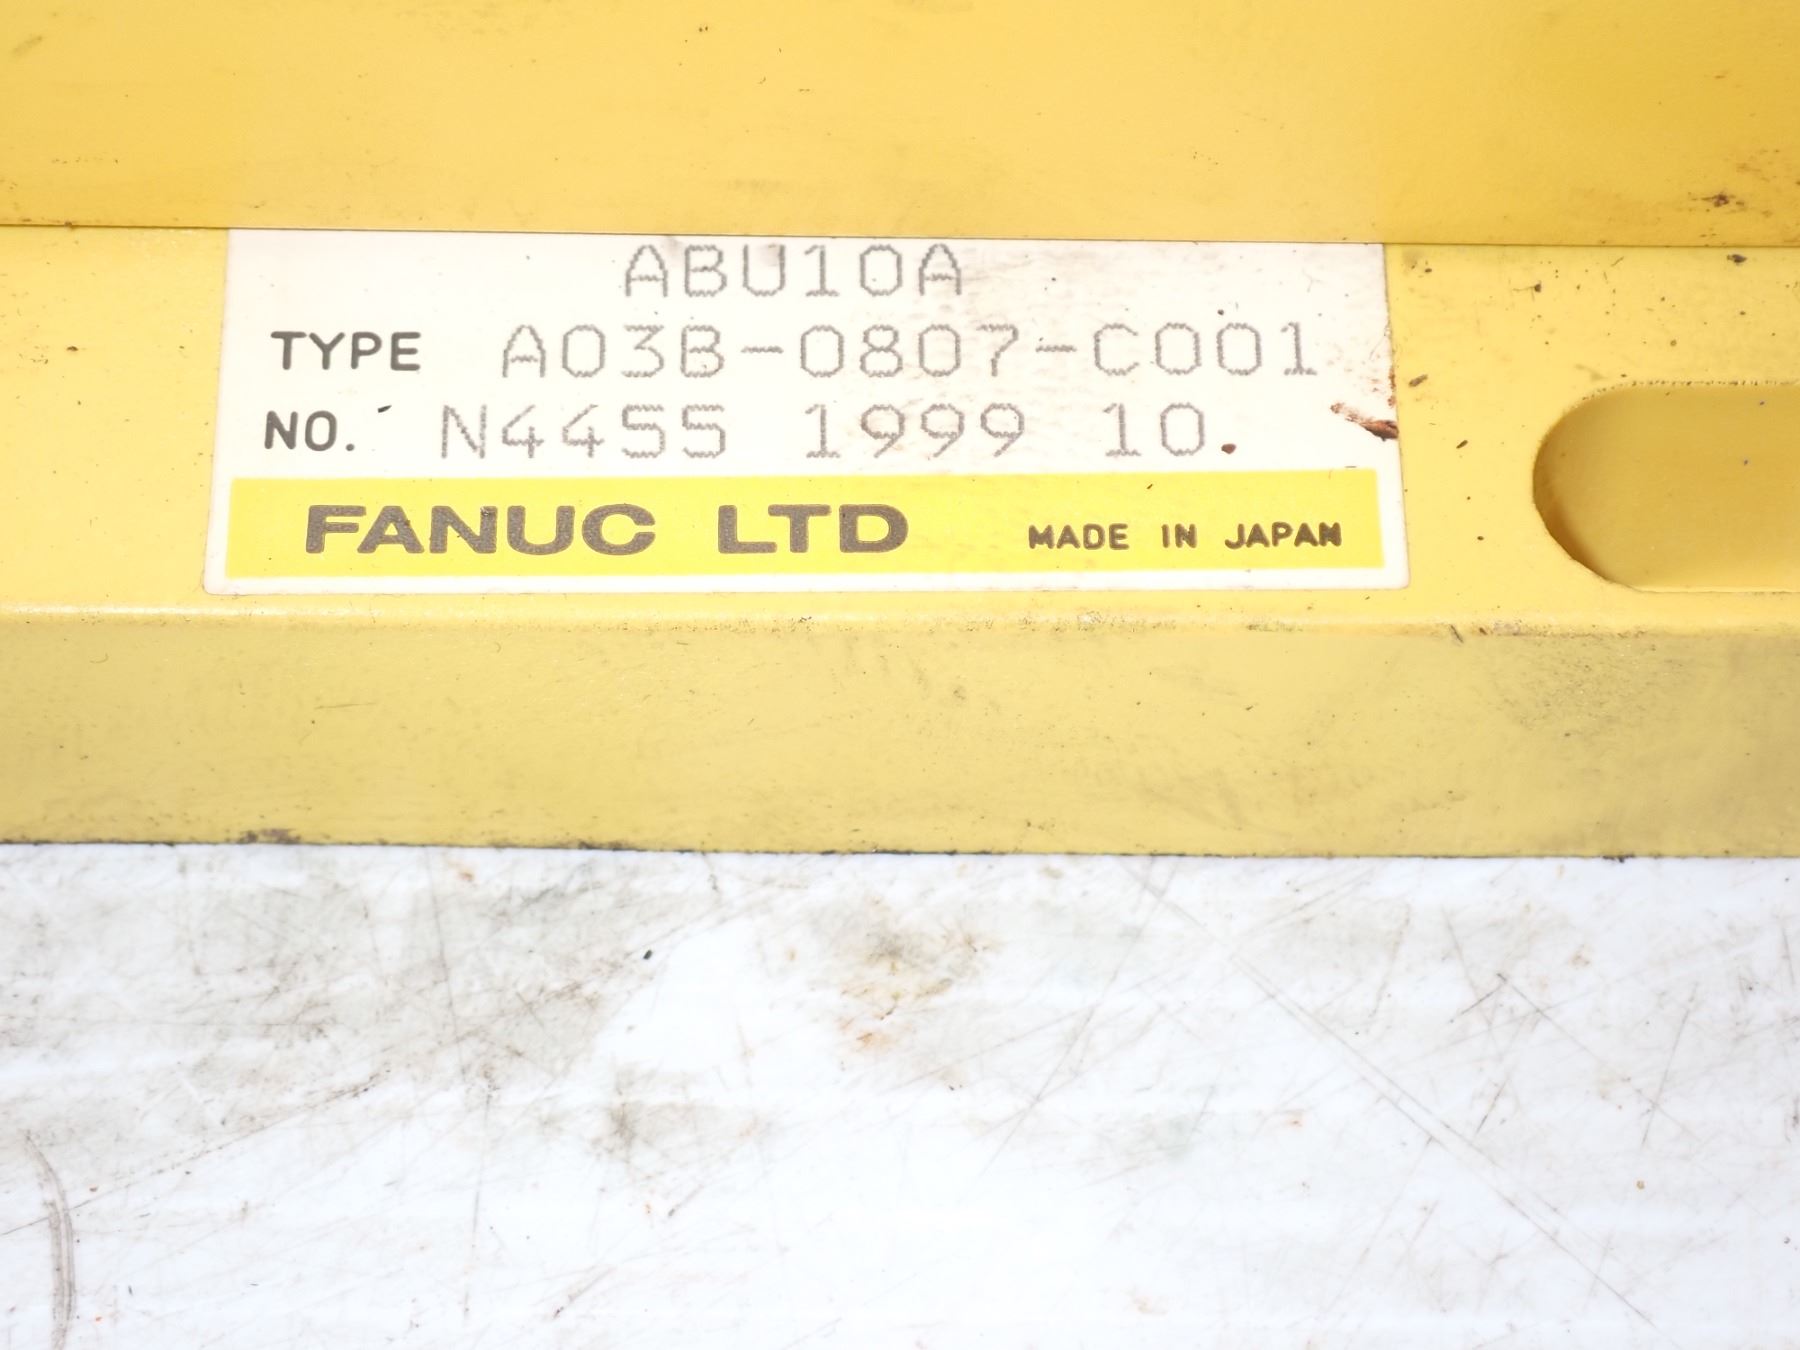 ABU10A
TYPE A03B-0807-C001
NO. N4455 1999 10.
FANUC LTD MADE IN JAPAN